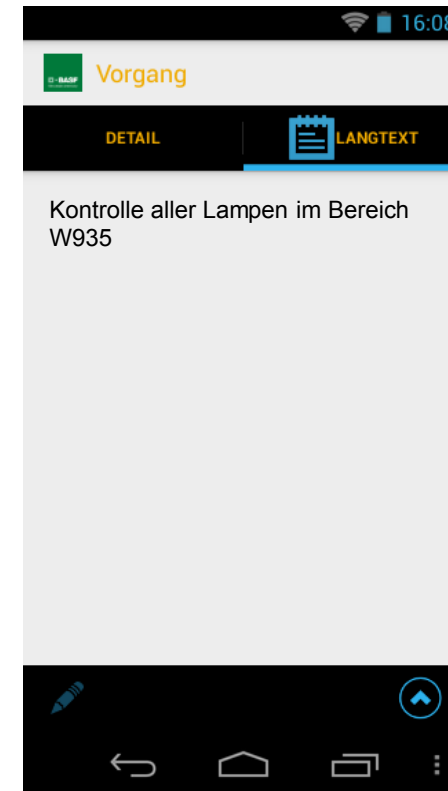 16:08
BASF
Vorgang
DETAIL
LANGTEXT
Kontrolle aller Lampen im Bereich
W935